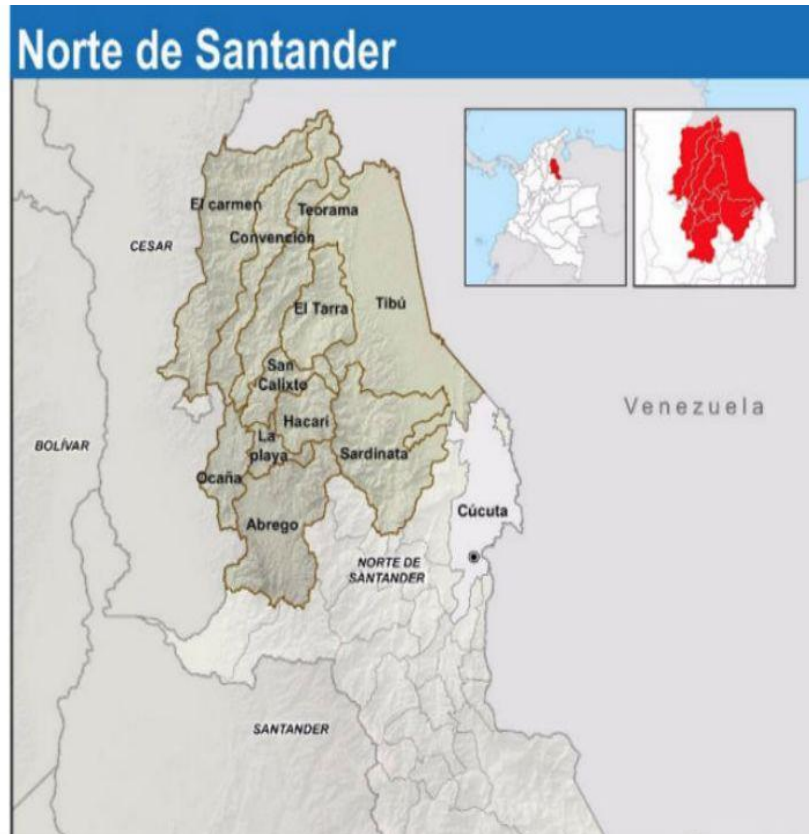 Norte de Santander
El carmen
Teorama
Convención
CESAR
El Tarra
Tibú
San
Calixto
Venezuela
Hacarí
La
playa
BOLÍVAR
Sardinata
Ocaña
Cúcuta
Abrego
NORTE DE
SANTANDER
SANTANDER